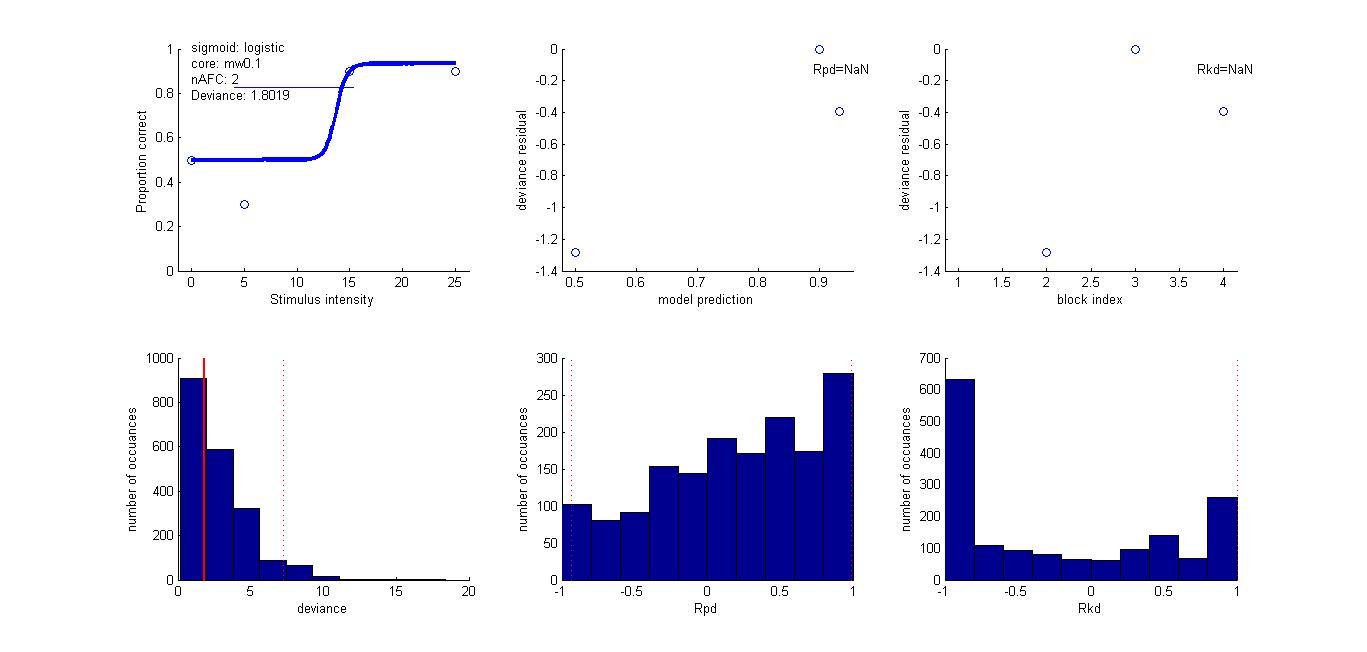 sigmoid: logistic
core: mw0.1
nAFC: 2
Deviance: 1.8019
1
0.8
0.6
0.4
0.2
0
Proportion correct
0 5 10 15 20 25
Stimulus intensity
0
-0.2
-0.4
-0.6
-0.8
-1
-1.2
-1.4
deviance residual
Rpd=NaN
0.5 0.6 0.7 0.8 0.9
model prediction
0
-0.2
-0.4
-0.6
-0.8
-1
-1.2
-1.4
deviance residual
Rkd=NaN
1 1.5 2 2.5 3 3.5 4
block index
1000
800
600
400
200
0
number of occuances
0 5 10 15 20
deviance
300
250
200
150
100
50
0
number of occuances
-1 -0.5 0 0.5 1
Rpd
700
600
500
400
300
200
100
0
number of occuances
-1 -0.5 0 0.5 1
Rkd